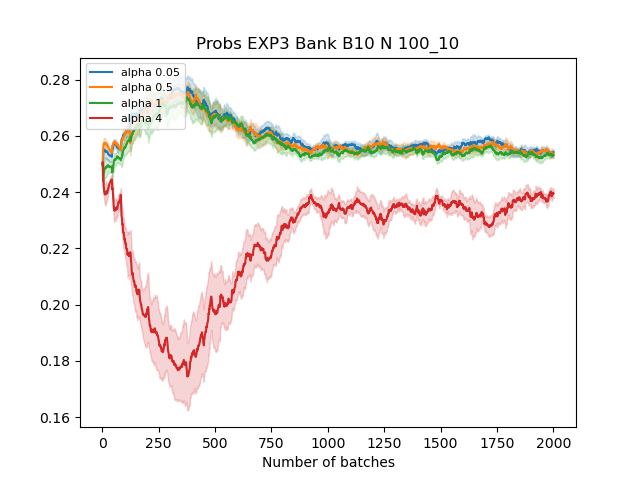 Probs EXP3 Bank B10 N 100_10
alpha 0.05
alpha 0.5
alpha 1
alpha 4
0.28
0.26
0.24
0.22
0.20
0.18
0.16
0 250 500 750 1000 1250 1500 1750 2000
Number of batches